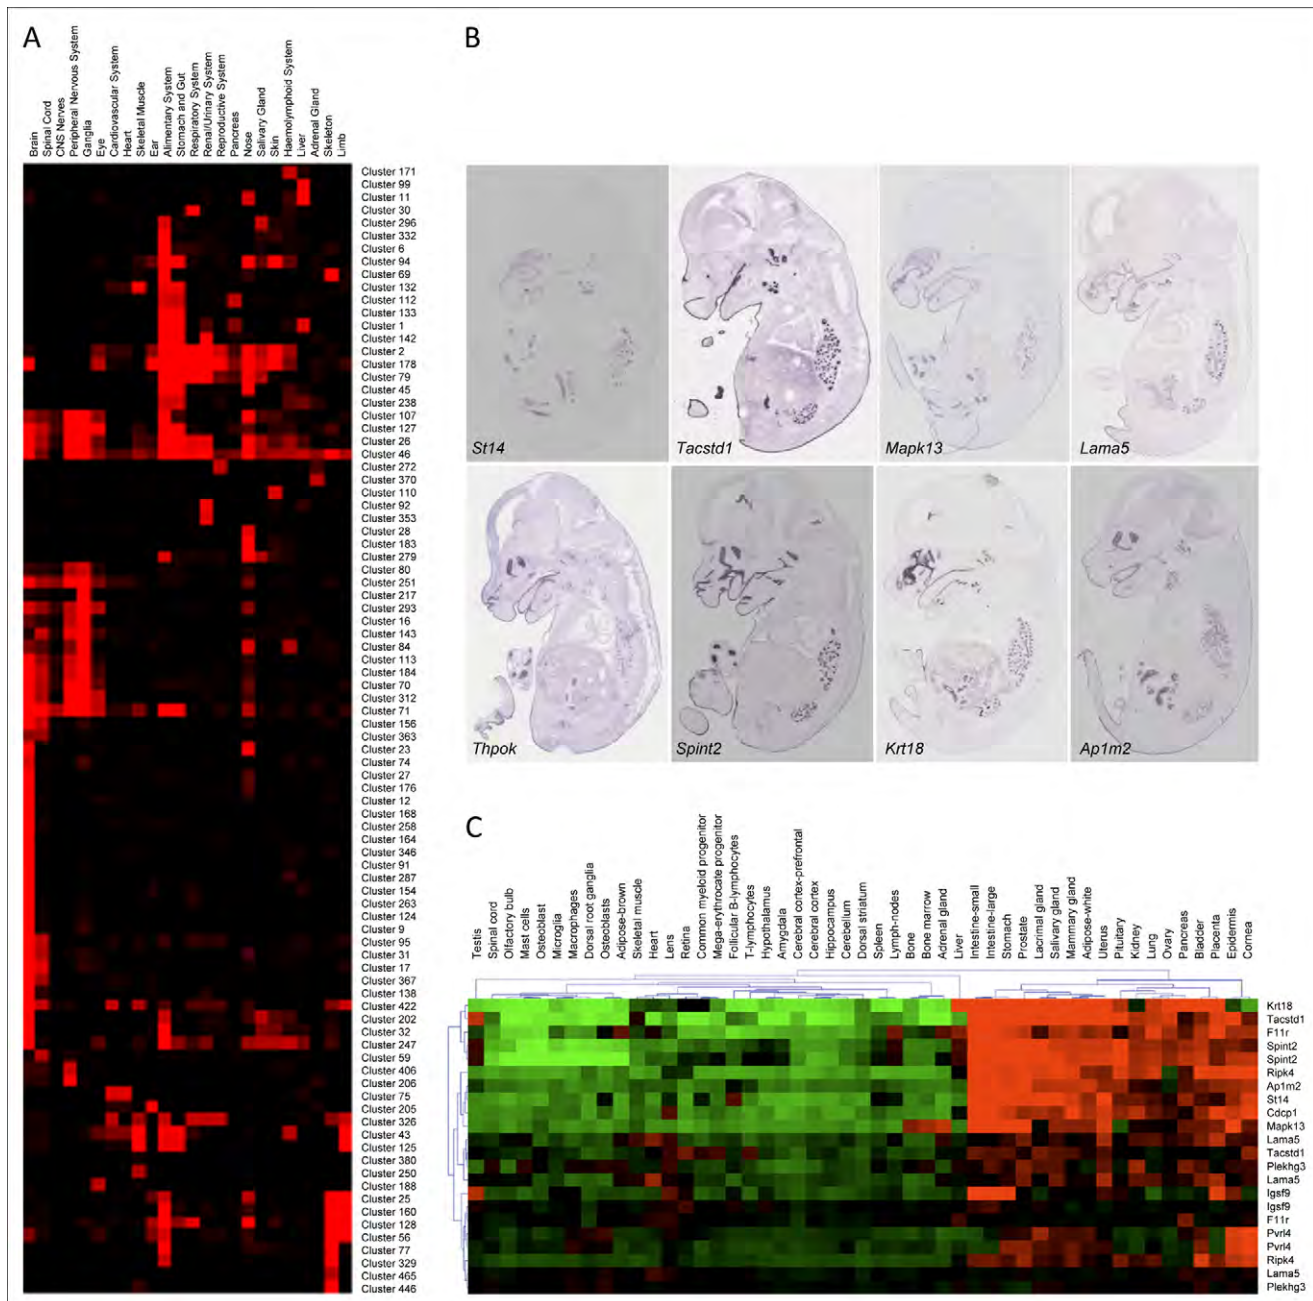 A
Brain
Spinal Cord
CNS Nerves
Peripheral Nervous System
Ganglia
Eye
Cardiovascular System
Heart
Skeletal Muscle
Ear
Alimentary System
Stomach and Gut
Respiratory System
Renal/Urinary System
Reproductive System
Pancreas
Nose
Salivary Gland
Skin
Haemolymphoid System
Liver
Adrenal Gland
Skeleton
Limb
Cluster 171
Cluster 99
Cluster 11
Cluster 30
Cluster 296
Cluster 332
Cluster 6
Cluster 94
Cluster 69
Cluster 132
Cluster 112
Cluster 133
Cluster 1
Cluster 142
Cluster 2
Cluster 178
Cluster 79
Cluster 45
Cluster 238
Cluster 107
Cluster 127
Cluster 26
Cluster 46
Cluster 272
Cluster 370
Cluster 110
Cluster 92
Cluster 353
Cluster 28
Cluster 183
Cluster 279
Cluster 80
Cluster 251
Cluster 217
Cluster 293
Cluster 16
Cluster 143
Cluster 84
Cluster 113
Cluster 184
Cluster 70
Cluster 312
Cluster 71
Cluster 156
Cluster 363
Cluster 23
Cluster 74
Cluster 27
Cluster 176
Cluster 12
Cluster 168
Cluster 258
Cluster 164
Cluster 346
Cluster 91
Cluster 287
Cluster 154
Cluster 263
Cluster 124
Cluster 9
Cluster 95
Cluster 31
Cluster 17
Cluster 367
Cluster 138
Cluster 422
Cluster 202
Cluster 32
Cluster 247
Cluster 59
Cluster 406
Cluster 206
Cluster 75
Cluster 205
Cluster 326
Cluster 43
Cluster 125
Cluster 380
Cluster 250
Cluster 188
Cluster 25
Cluster 160
Cluster 128
Cluster 56
Cluster 77
Cluster 329
Cluster 465
Cluster 446
B
St14
Tacstd1
Mapk13
Lama5
Thpok
Spint2
Krt18
Ap1m2
C
Testis
Spinal cord
Olfactory bulb
Mast cells
Osteoblast
Microglia
Macrophages
Dorsal root ganglia
Osteoblasts
Adipose-brown
Skeletal muscle
Heart
Lens
Retina
Common myeloid progenitor
Mega-erythrocate progenitor
Follicular B-lymphocytes
T-lymphocytes
Hypothalamus
Amygdala
Cerebral cortex-prefrontal
Cerebral cortex
Hippocampus
Cerebellum
Dorsal striatum
Spleen
Lymph-nodes
Bone
Bone marrow
Adrenal gland
Liver
Intestine-small
Intestine-large
Stomach
Prostate
Lacrimal gland
Salivary gland
Mammary gland
Adipose-white
Uterus
Pituitary
Kidney
Lung
Ovary
Pancreas
Bladder
Placenta
Epidermis
Cornea
Krt18
Tacstd1
F11r
Spint2
Spint2
Ripk4
Ap1m2
St14
Cdcp1
Mapk13
Lama5
Tacstd1
Plekhg3
Lama5
Igsf9
Igsf9
F11r
Pvrl4
Pvrl4
Ripk4
Lama5
Plekhg3